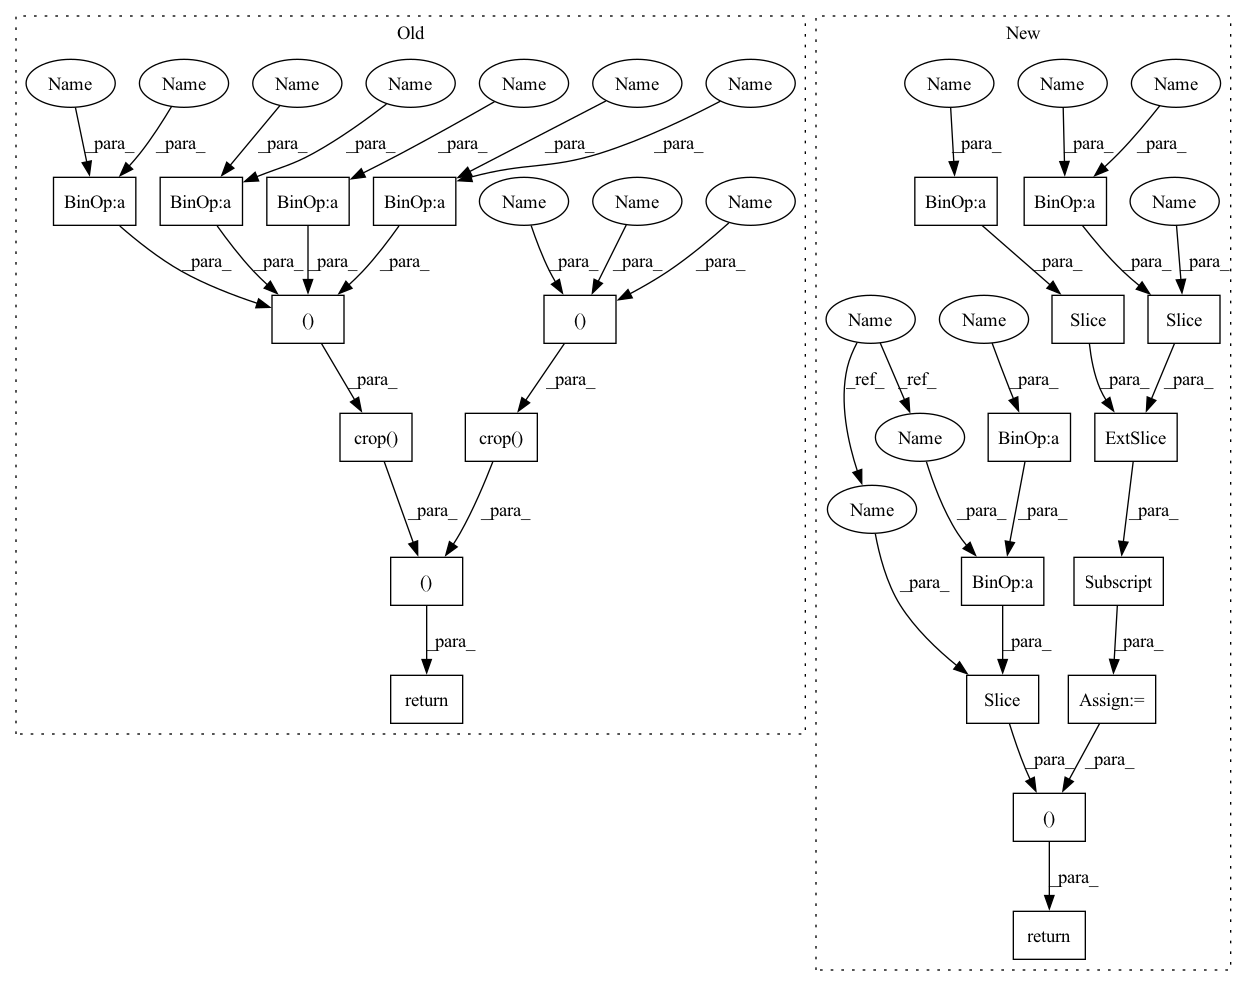 Old
New
Name Name Name Name Name Name Name
Name Name Name
_para_ _para_ _para_ _para_ _para_ _para_ _para_
_para_ _para_ _para_
BinOp:a BinOp:a BinOp:a BinOp:a Name Name Name
BinOp:a BinOp:a Name
_para_ _para_ _para_ _para_ _para_ _para_ _para_
_para_ _para_ _para_
() ()
Name Name Slice Slice
_para_ _para_
_ref_ _ref_ _para_ _para_ _para_
crop() crop()
Name BinOp:a ExtSlice
_para_ _para_
Name
_para_ _para_ _para_
()
_para_
BinOp:a Subscript
_para_
_para_ _para_
return
Slice Assign:=
_para_ _para_
()
_para_
return